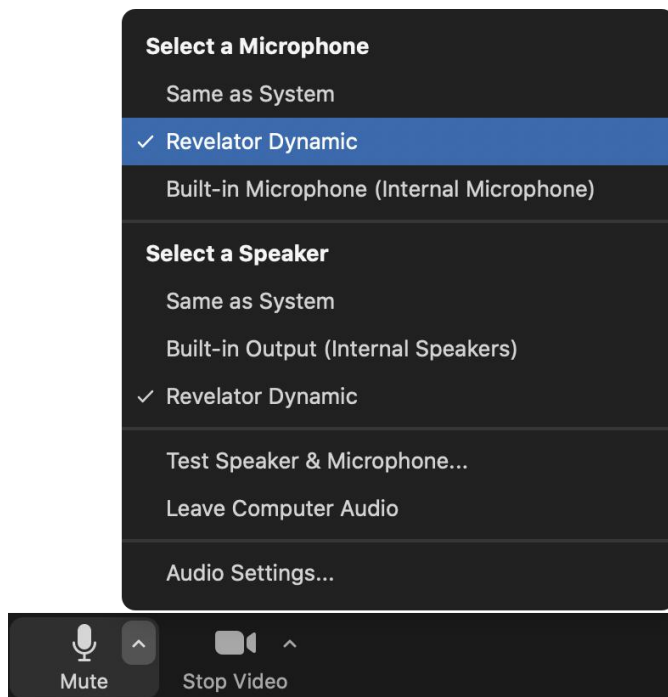 Select a Microphone
Same as System
Revelator Dynamic
Built-in Microphone (Internal Microphone)
Select a Speaker
Same as System
Built-in Output (Internal Speakers)
Revelator Dynamic
Test Speaker & Microphone...
Leave Computer Audio
Audio Settings...
Mute
Stop Video